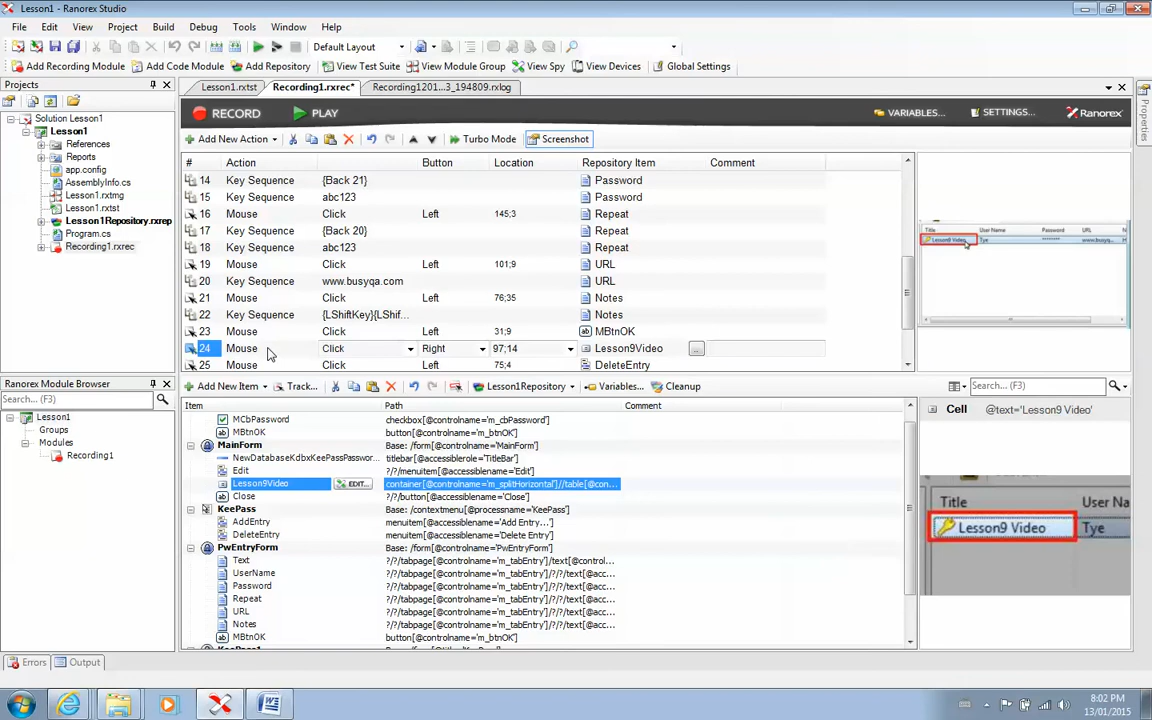 Lesson1 - Ranorex Studio
File Edit View Project Build Debug Tools Window Help
Default Layout
Add Recording Module Add Code Module Add Repository View Test Suite View Module Group View Spy View Devices Global Settings
Projects
Lesson1.rxtst Recording1.rxrec* Recording1201...3_194809.rxlog
RECORD PLAY VARIABLES... SETTINGS... Ranorex
Solution Lesson1
Lesson1
References
Reports
app.config
AssemblyInfo.cs
Lesson1.rxtmg
Lesson1.rxtst
Lesson1Repository.rxrep
Program.cs
Recording1.rxrec
Properties
Add New Action Turbo Mode Screenshot
# Action Button Location Repository Item Comment
14 Key Sequence {Back 21} Password
15 Key Sequence abc123 Password
16 Mouse Click Left 145;3 Repeat
17 Key Sequence {Back 20} Repeat
18 Key Sequence abc123 Repeat
19 Mouse Click Left 101;9 URL
20 Key Sequence www.busyqa.com URL
21 Mouse Click Left 76;35 Notes
22 Key Sequence {LShiftKey}{LShif... Notes
23 Mouse Click Left 31;9 MBtnOK
24 Mouse Click Right 97;14 Lesson9Video ...
25 Mouse Click Left 75;4 DeleteEntry
Title User Name Password URL
Lesson9 Video Tye ******** www.busyq...
Ranorex Module Browser
Search... (F3)
Lesson1
Groups
Modules
Recording1
Add New Item Track... Lesson1Repository Variables... Cleanup Search... (F3)
Item Path Comment
MCbPassword checkbox[@controlname='m_cbPassword']
MBtnOK button[@controlname='m_btnOK']
MainForm Base: /form[@controlname='MainForm']
NewDatabaseKdbxKeePassPasswor... titlebar[@accessiblerole='TitleBar']
Edit ?/?/menuitem[@accessiblename='Edit']
Lesson9Video EDIT... container[@controlname='m_splitHorizontal']//table[@con...
Close ?/?/button[@accessiblename='Close']
KeePass Base: /contextmenu[@processname='KeePass']
AddEntry menuitem[@accessiblename='Add Entry...']
DeleteEntry menuitem[@accessiblename='Delete Entry']
PwEntryForm Base: /form[@controlname='PwEntryForm']
Text ?/?/tabpage[@controlname='m_tabEntry']/text[@control...
UserName ?/?/tabpage[@controlname='m_tabEntry']/?/?/text[@acc...
Password ?/?/tabpage[@controlname='m_tabEntry']/?/?/text[@acc...
Repeat ?/?/tabpage[@controlname='m_tabEntry']/?/?/text[@acc...
URL ?/?/tabpage[@controlname='m_tabEntry']/?/?/text[@acc...
Notes ?/?/tabpage[@controlname='m_tabEntry']/?/?/text[@acc...
MBtnOK button[@controlname='m_btnOK']
Cell @text='Lesson9 Video'
Title User Na
Lesson9 Video Tye
Errors Output
8:02 PM
13/01/2015